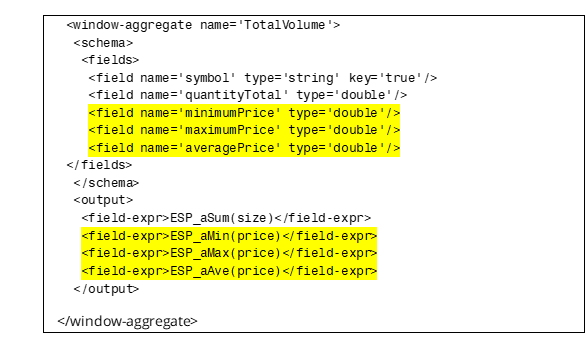 <window-aggregate name='TotalVolume'>
<schema>
<fields>
<field name='symbol' type='string' key='true'/>
<field name='quantityTotal' type='double'/>
<field name='minimumPrice' type='double'/>
<field name='maximumPrice' type='double'/>
<field name='averagePrice' type='double'/>
</fields>
</schema>
<output>
<field-expr>ESP_aSum(size)</field-expr>
<field-expr>ESP_aMin(price)</field-expr>
<field-expr>ESP_aMax(price)</field-expr>
<field-expr>ESP_aAve(price)</field-expr>
</output>
</window-aggregate>